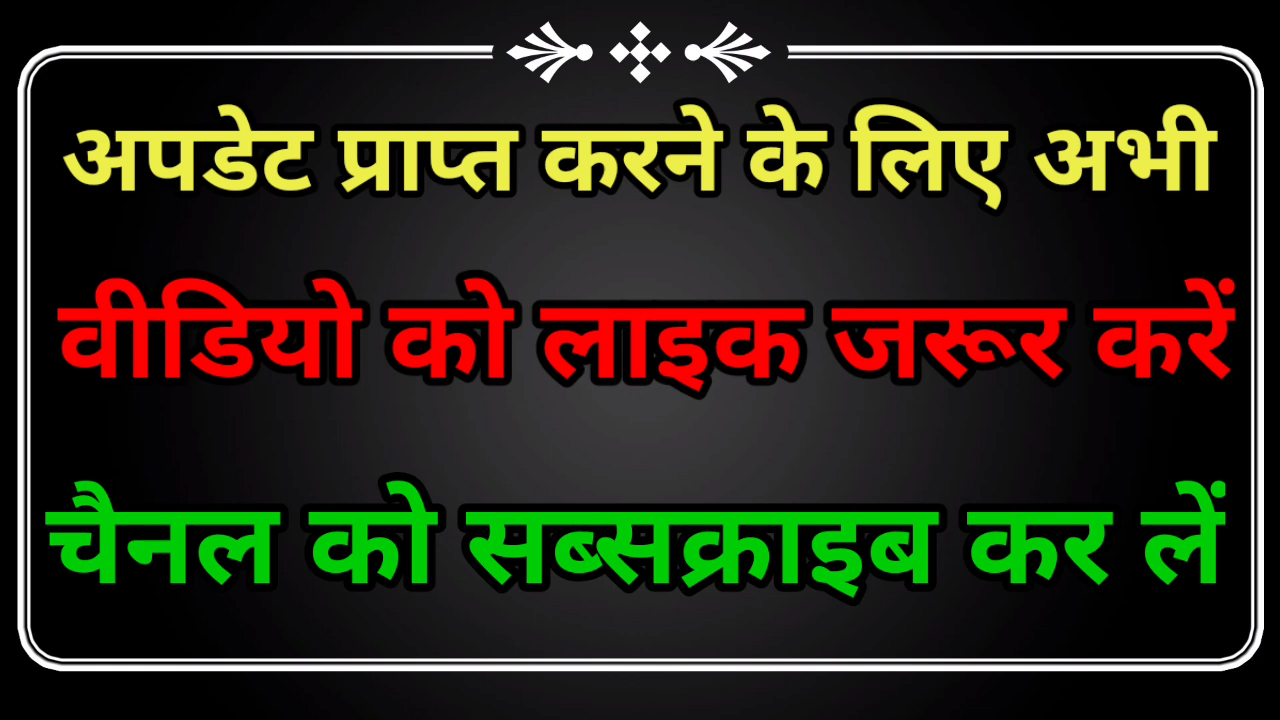 अपडेट प्राप्त करने के लिए अभी
वीडियो को लाइक जरूर करें
चैनल को सब्सक्राइब कर लें